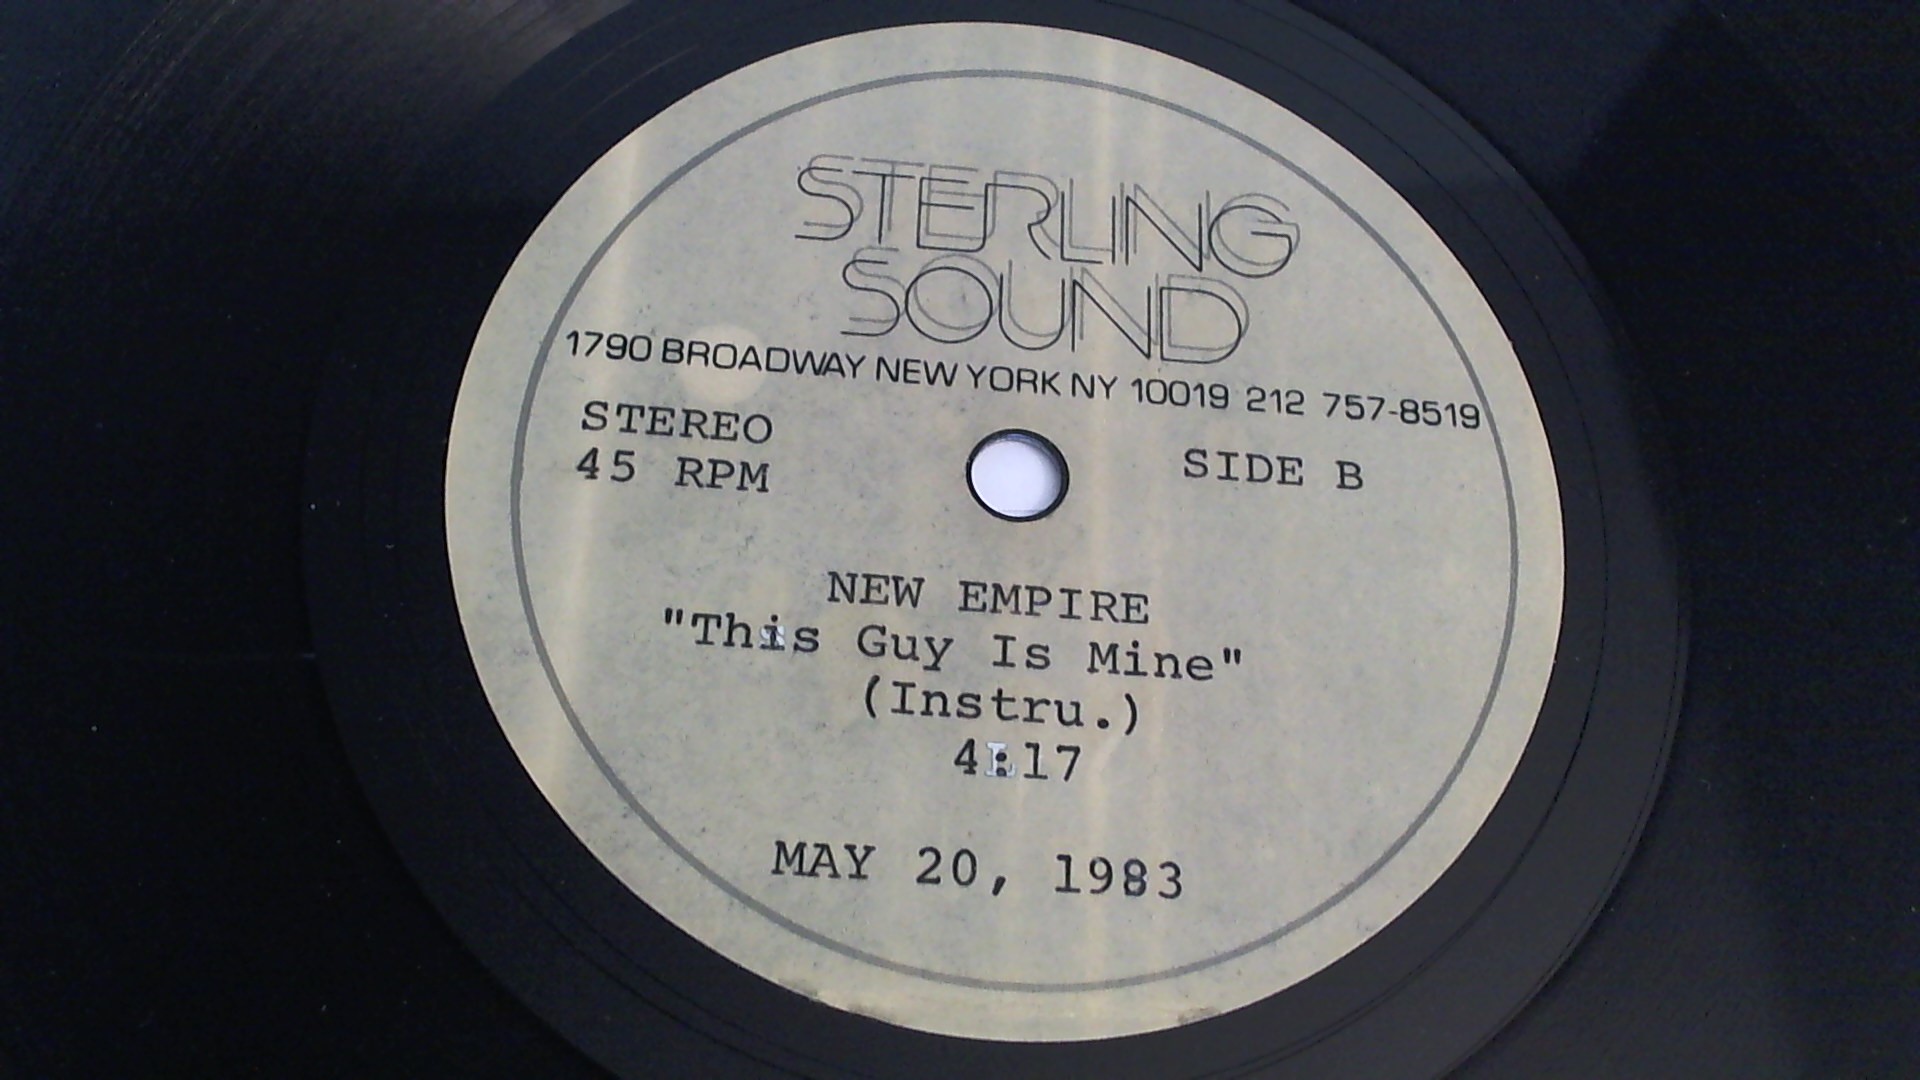 STERLING
SOUND
1790 BROADWAY NEW YORK NY 10019 212 757-8519
STEREO
45 RPM
SIDE B
NEW EMPIRE
"This Guy Is Mine"
(Instru.)
4:17
MAY 20, 1983